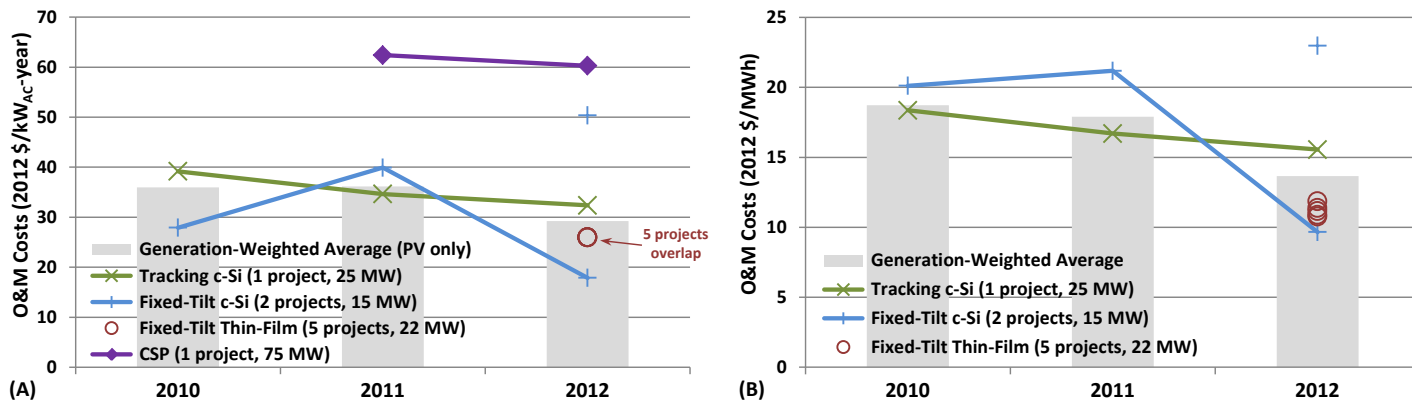 O&M Costs (2012 $/kWAC-year)
70
60
50
40
30
20
10
0
Generation-Weighted Average (PV only)
Tracking c-Si (1 project, 25 MW)
Fixed-Tilt c-Si (2 projects, 15 MW)
Fixed-Tilt Thin-Film (5 projects, 22 MW)
CSP (1 project, 75 MW)
5 projects
overlap
(A)
2010
2011
2012
O&M Costs (2012 $/MWh)
25
20
15
10
5
0
Generation-Weighted Average
Tracking c-Si (1 project, 25 MW)
Fixed-Tilt c-Si (2 projects, 15 MW)
Fixed-Tilt Thin-Film (5 projects, 22 MW)
(B)
2010
2011
2012